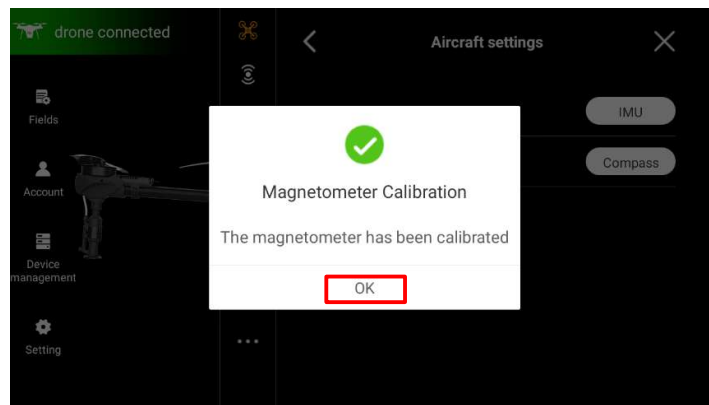 drone connected
Aircraft settings
Fields
IMU
Account
Compass
Magnetometer Calibration
The magnetometer has been calibrated
Device
management
OK
Setting